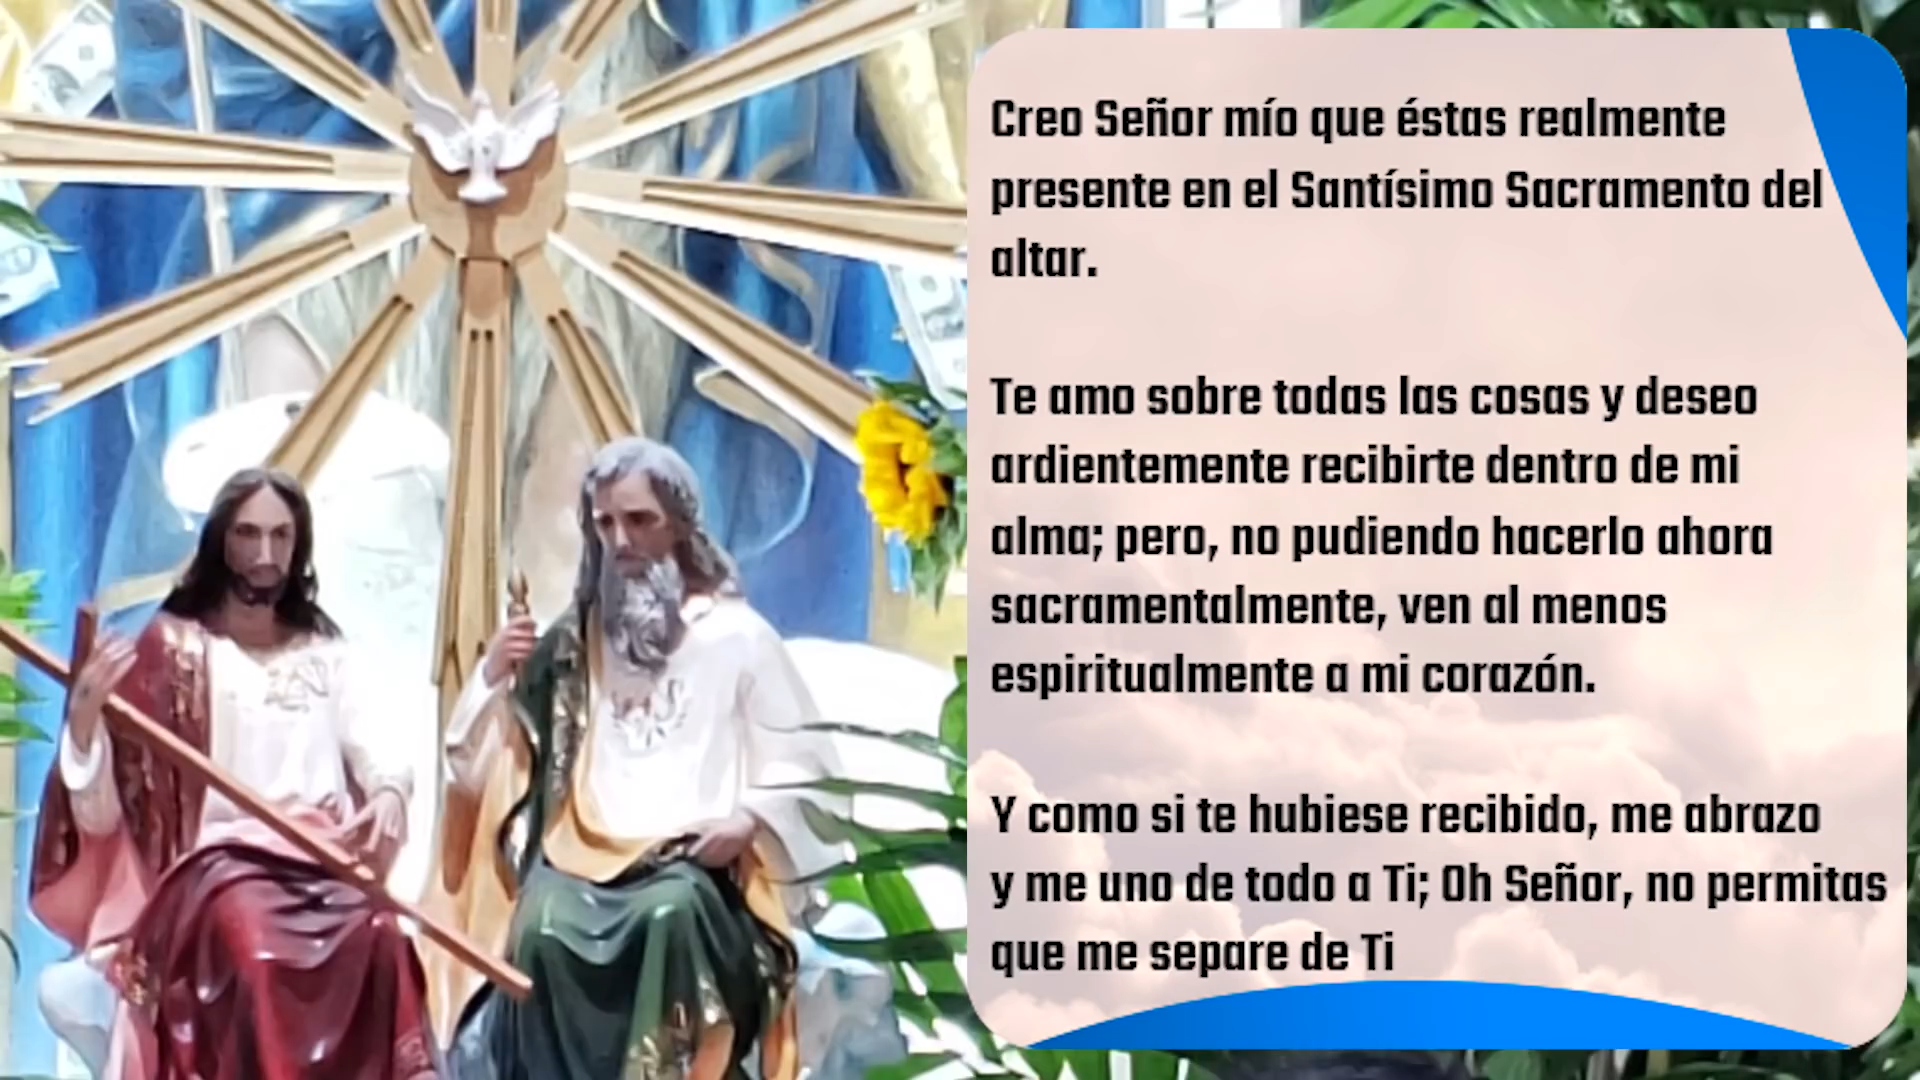 Creo Señor mío que éstas realmente
presente en el Santísimo Sacramento del
altar.
Te amo sobre todas las cosas y deseo
ardientemente recibirte dentro de mi
alma; pero, no pudiendo hacerlo ahora
sacramentalmente, ven al menos
espiritualmente a mi corazón.
Y como si te hubiese recibido, me abrazo
y me uno de todo a Ti; Oh Señor, no permitas
que me separe de Ti